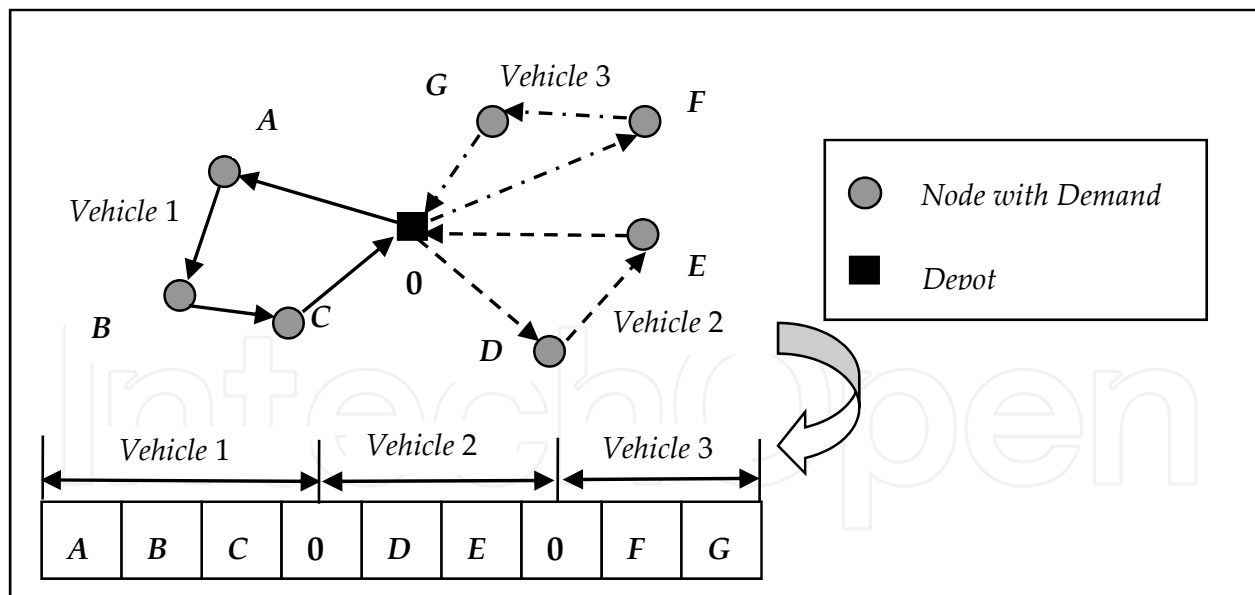 Vehicle 3
G
F
A
Vehicle 1
Node with Demand
0
E
Depot
B
C
Vehicle 2
D
IntechOpen
Vehicle 1
Vehicle 2
Vehicle 3
A B C 0 D E 0 F G